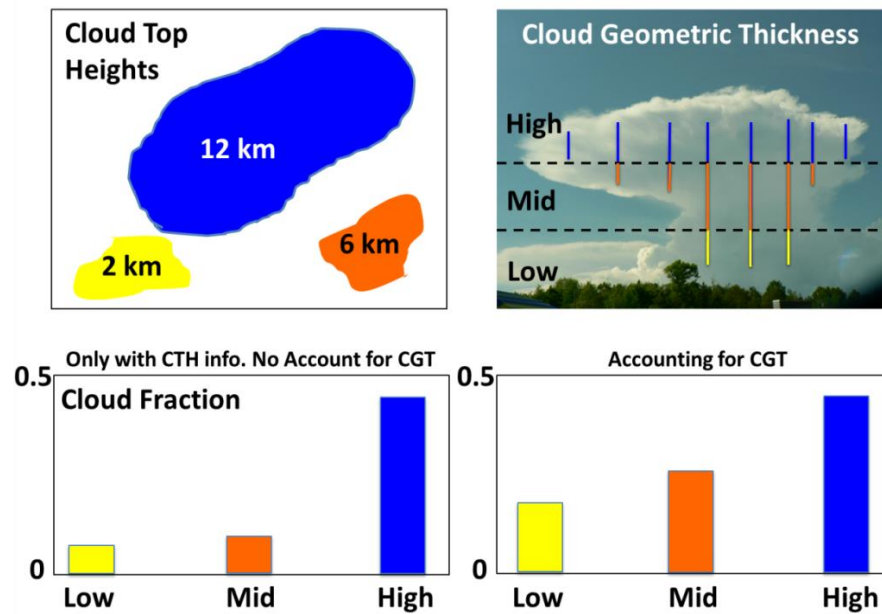 Cloud Top
Heights
12 km
2 km
6 km
Cloud Geometric Thickness
High
Mid
Low
Only with CTH info. No Account for CGT
0.5
Cloud Fraction
0
Low Mid High
Accounting for CGT
0.5
0
Low Mid High